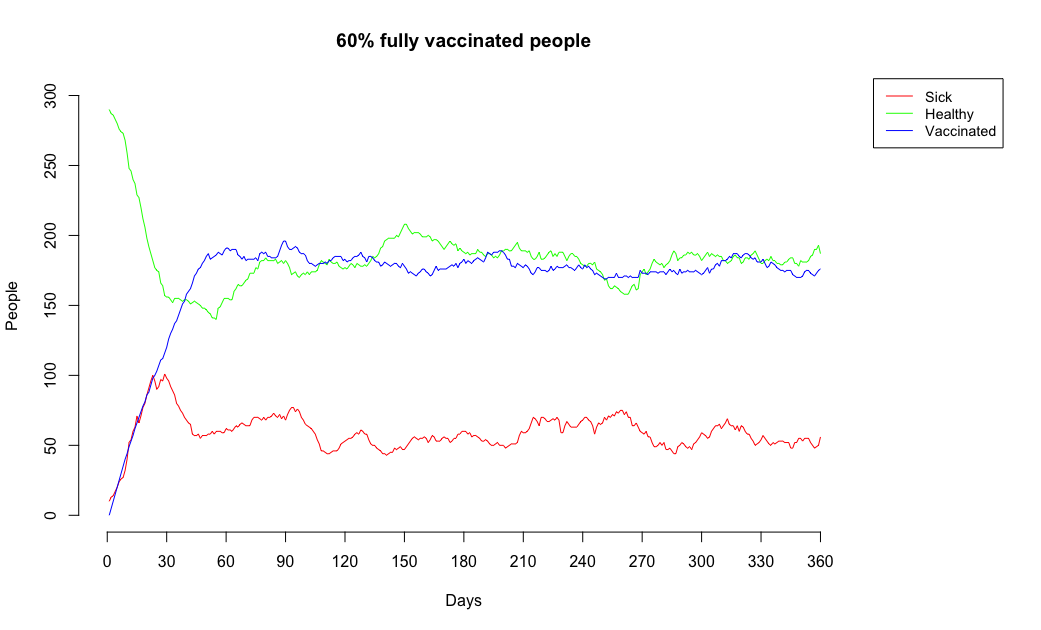 60% fully vaccinated people
Sick
Healthy
Vaccinated
People
300
250
200
150
100
50
0
0 30 60 90 120 150 180 210 240 270 300 330 360
Days